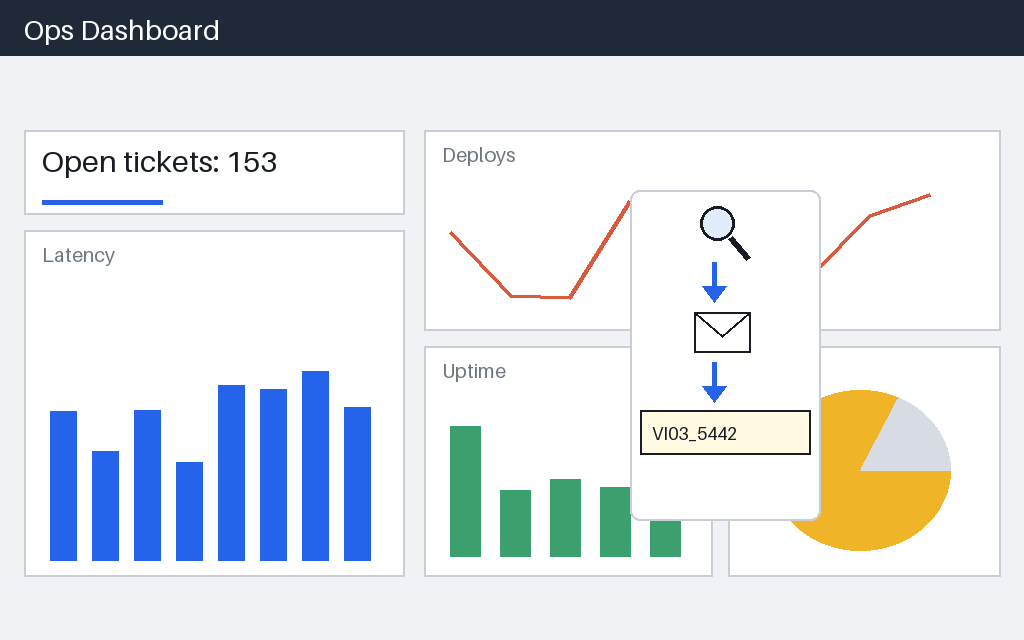 Ops Dashboard
Open tickets: 153
Deploys
Latency
Uptime
VI03_5442